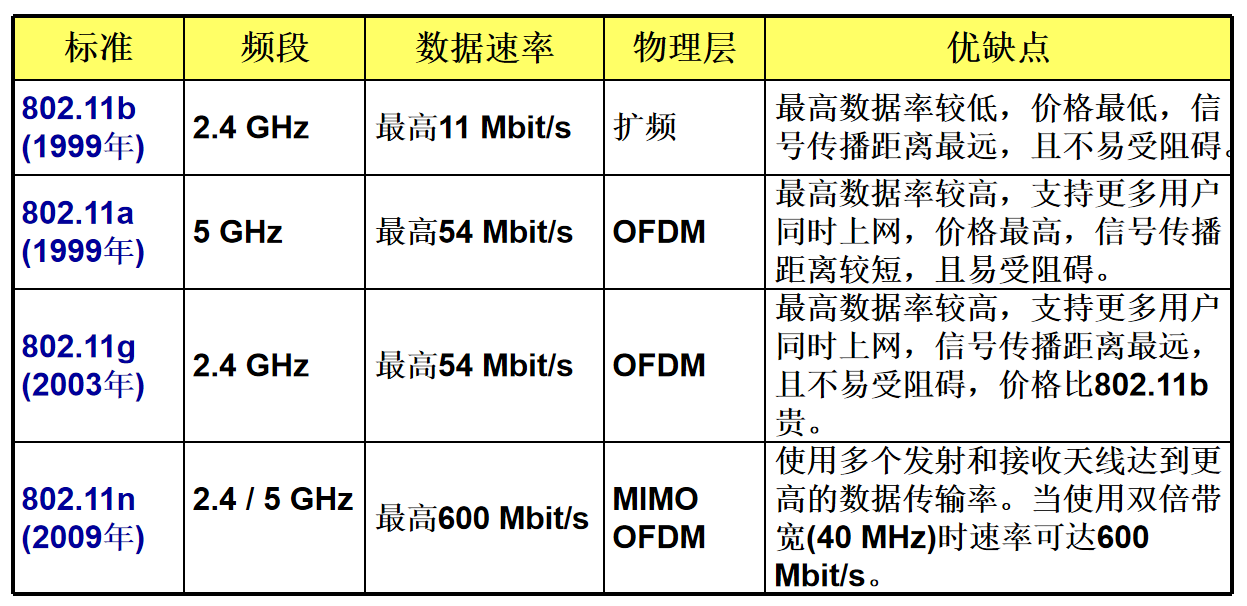 标准 频段 数据速率 物理层 优缺点
802.11b
(1999年)
2.4 GHz
最高11 Mbit/s
扩频
最高数据率较低，价格最低，信
号传播距离最远，且不易受阻碍。
802.11a
(1999年)
5 GHz
最高54 Mbit/s
OFDM
最高数据率较高，支持更多用户
同时上网，价格最高，信号传播
距离较短，且易受阻碍。
802.11g
(2003年)
2.4 GHz
最高54 Mbit/s
OFDM
最高数据率较高，支持更多用户
同时上网，信号传播距离最远，
且不易受阻碍，价格比802.11b
贵。
802.11n
(2009年)
2.4 / 5 GHz
最高600 Mbit/s
MIMO
OFDM
使用多个发射和接收天线达到更
高的数据传输率。当使用双倍带
宽(40 MHz)时速率可达600
Mbit/s。